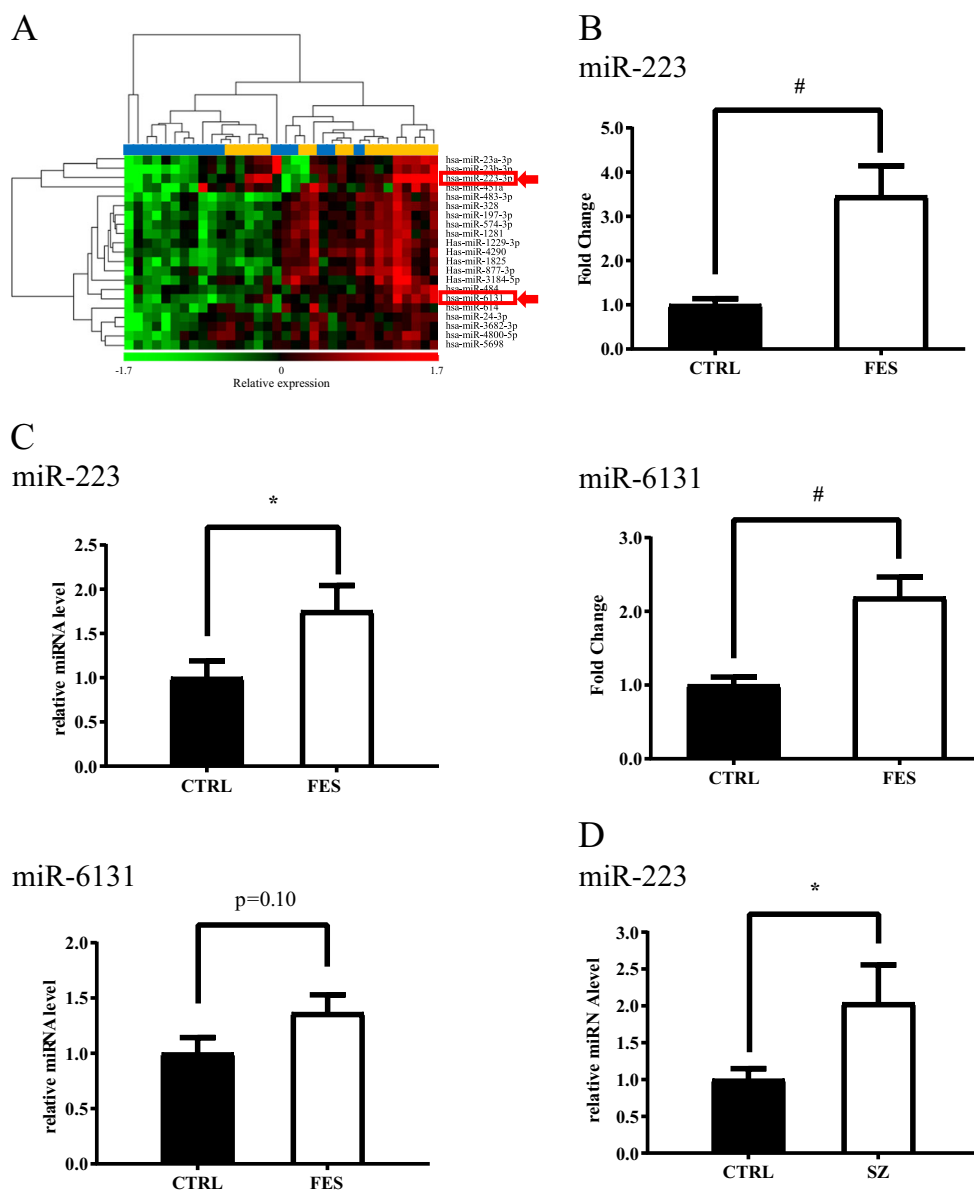 A
hsa-miR-23a-3p
hsa-miR-23b-3p
hsa-miR-223-3p
hsa-miR-451a
hsa-miR-483-3p
hsa-miR-328
hsa-miR-197-3p
hsa-miR-574-3p
hsa-miR-1281
Has-miR-1229-3p
Has-miR-4290
hsa-miR-1825
Has-miR-877-3p
Has-miR-3184-5p
hsa-miR-484
hsa-miR-6131
hsa-miR-614
hsa-miR-24-3p
hsa-miR-3682-3p
hsa-miR-4800-5p
hsa-miR-5698
-1.7 0 1.7
Relative expression
B
miR-223
#
Fold Change
5.0
4.0
3.0
2.0
1.0
0.0
CTRL FES
miR-6131
#
Fold Change
3.0
2.0
1.0
0.0
CTRL FES
C
miR-223
*
relative miRNA level
2.5
2.0
1.5
1.0
0.5
0.0
CTRL FES
miR-6131
p=0.10
relative miRNA level
2.0
1.5
1.0
0.5
0.0
CTRL FES
D
miR-223
*
relative miRN Alevel
3.0
2.5
2.0
1.5
1.0
0.5
0.0
CTRL SZ